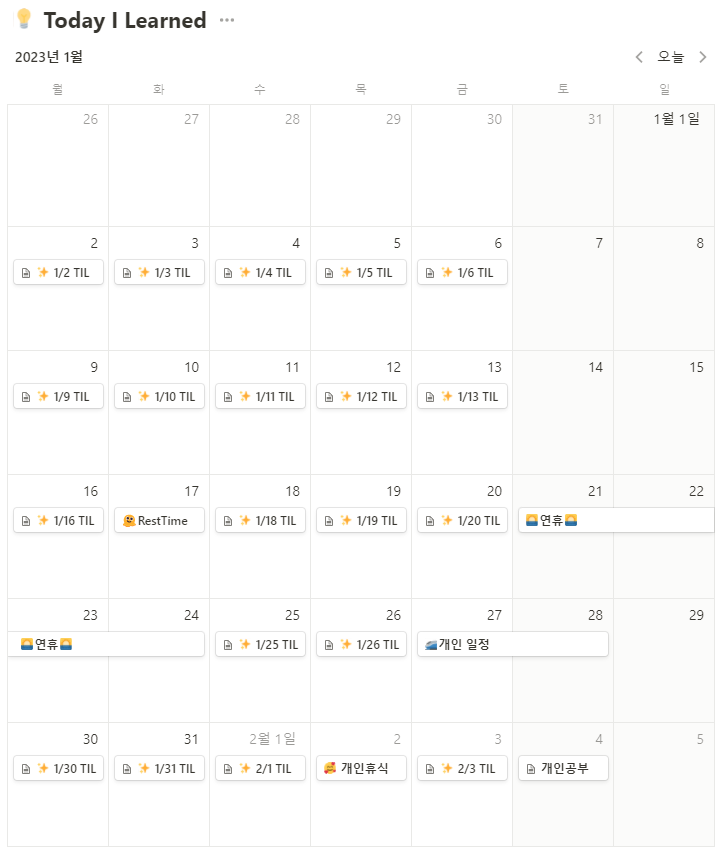 Today I Learned
2023년 1월 오늘
월 화 수 목 금 토 일
26 27 28 29 30 31 1월 1일
2 3 4 5 6 7 8
1/2 TIL 1/3 TIL 1/4 TIL 1/5 TIL 1/6 TIL
9 10 11 12 13 14 15
1/9 TIL 1/10 TIL 1/11 TIL 1/12 TIL 1/13 TIL
16 17 18 19 20 21 22
1/16 TIL RestTime 1/18 TIL 1/19 TIL 1/20 TIL 연휴
23 24 25 26 27 28 29
연휴 1/25 TIL 1/26 TIL 개인 일정
30 31 2월 1일 2 3 4 5
1/30 TIL 1/31 TIL 2/1 TIL 개인휴식 2/3 TIL 개인공부